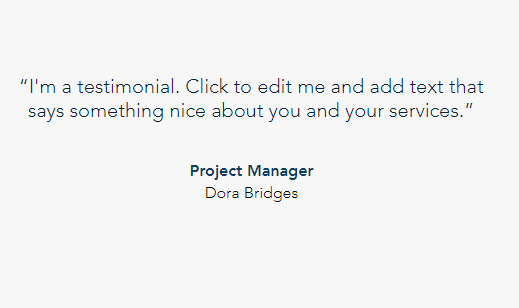 “I'm a testimonial. Click to edit me and add text that
says something nice about you and your services.”
Project Manager
Dora Bridges